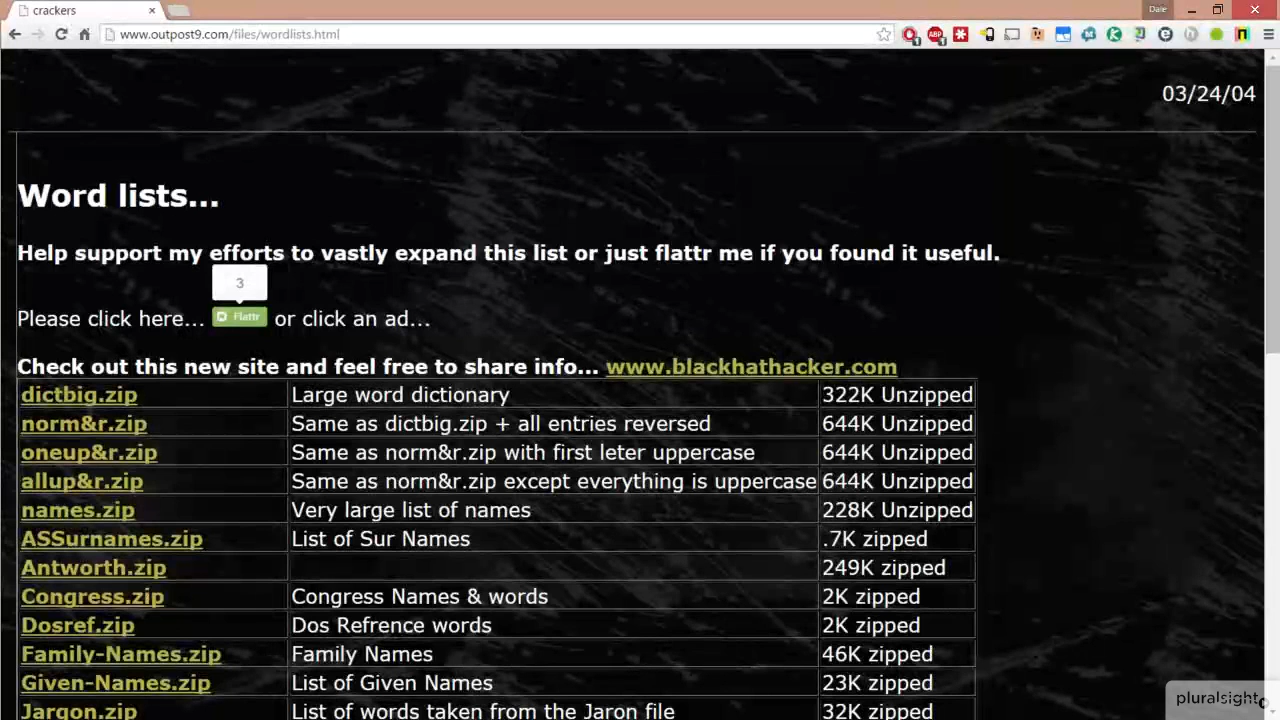 crackers
Dale
www.outpost9.com/files/wordlists.html
03/24/04
Word lists...
Help support my efforts to vastly expand this list or just flattr me if you found it useful.
3
Please click here... Flattr or click an ad...
Check out this new site and feel free to share info... www.blackhathacker.com
dictbig.zip Large word dictionary 322K Unzipped
norm&r.zip Same as dictbig.zip + all entries reversed 644K Unzipped
oneup&r.zip Same as norm&r.zip with first leter uppercase 644K Unzipped
allup&r.zip Same as norm&r.zip except everything is uppercase 644K Unzipped
names.zip Very large list of names 228K Unzipped
ASSurnames.zip List of Sur Names .7K zipped
Antworth.zip 249K zipped
Congress.zip Congress Names & words 2K zipped
Dosref.zip Dos Refrence words 2K zipped
Family-Names.zip Family Names 46K zipped
Given-Names.zip List of Given Names 23K zipped
Jargon.zip List of words taken from the Jaron file 32K zipped
pluralsight